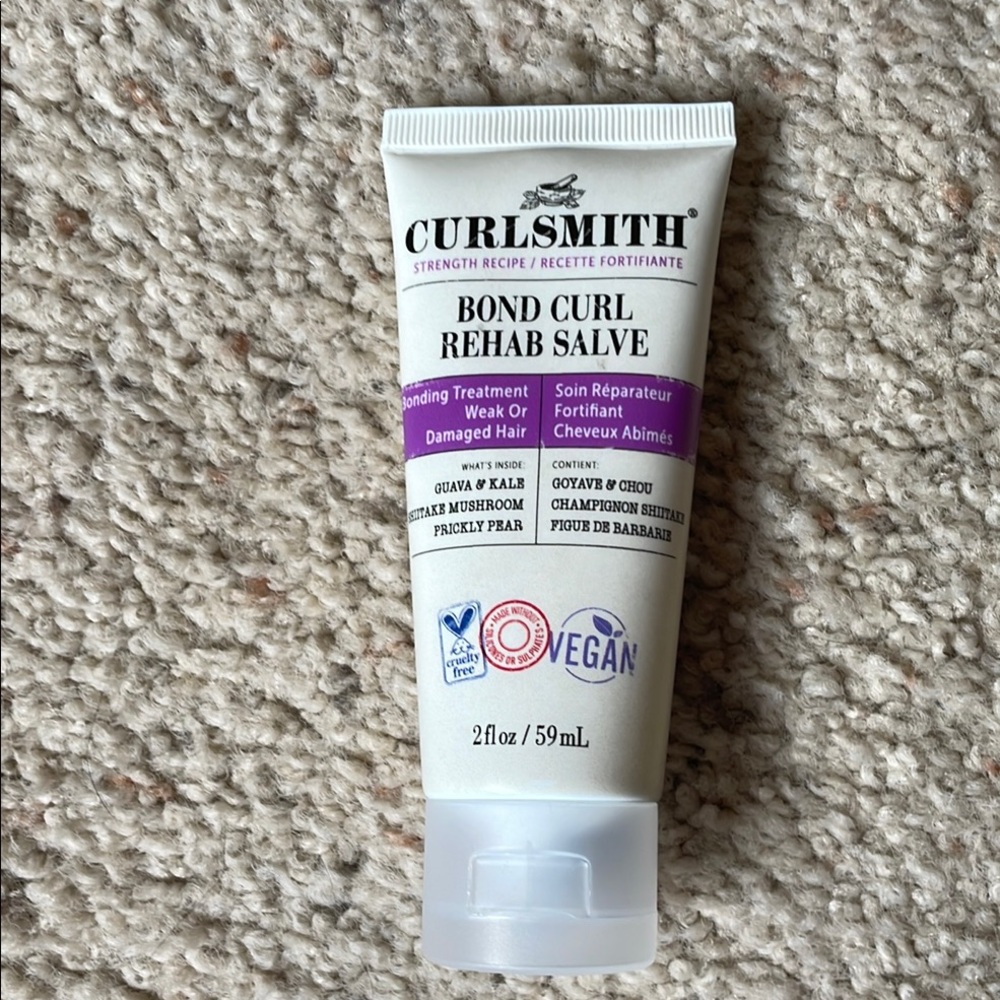 CURLSMITH®
STRENGTH RECIPE / RECETTE FORTIFIANTE
BOND CURL
REHAB SALVE
Bonding Treatment
Weak Or
Damaged Hair
Soin Réparateur
Fortifiant
Cheveux Abîmés
WHAT'S INSIDE:
GUAVA & KALE
SHIITAKE MUSHROOM
PRICKLY PEAR
CONTIENT:
GOYAVE & CHOU
CHAMPIGNON SHIITAKE
FIGUE DE BARBARIE
cruelty
free
MADE WITHOUT
SILICONES OR SULPHATES
VEGAN
2 fl oz / 59 mL